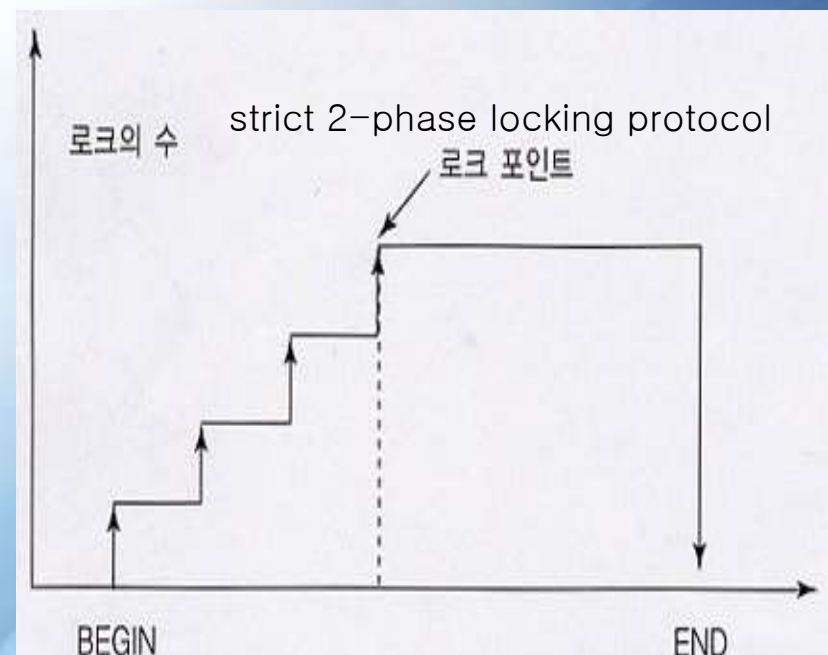 strict 2-phase locking protocol
로크의 수
로크 포인트
BEGIN
END